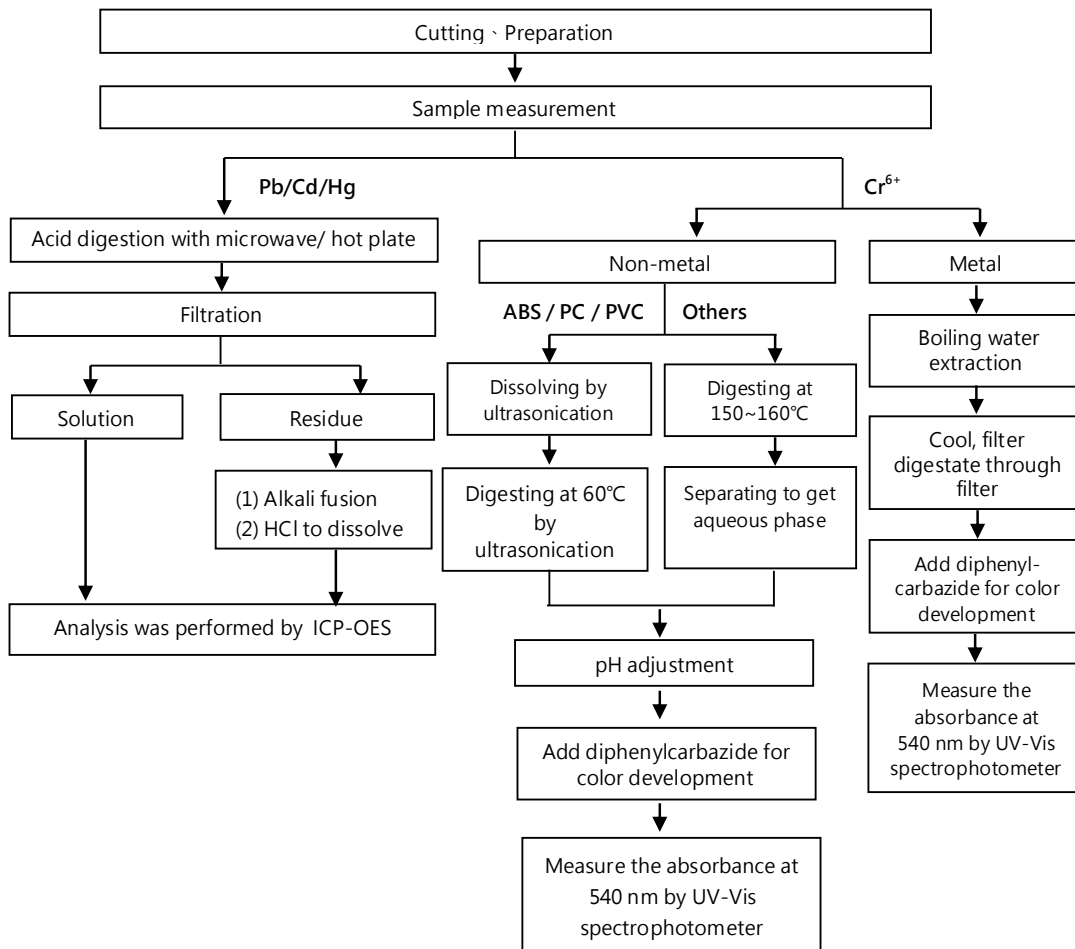 Cutting、Preparation
Sample measurement
Pb/Cd/Hg
Cr⁶⁺
Acid digestion with microwave/ hot plate
Filtration
Solution
Residue
(1) Alkali fusion
(2) HCl to dissolve
Analysis was performed by ICP-OES
Non-metal
ABS / PC / PVC
Others
Dissolving by
ultrasonication
Digesting at 60℃
by
ultrasonication
Digesting at
150~160℃
Separating to get
aqueous phase
pH adjustment
Add diphenylcarbazide for
color development
Measure the absorbance at
540 nm by UV-Vis
spectrophotometer
Metal
Boiling water
extraction
Cool, filter
digestate through
filter
Add diphenyl-
carbazide for color
development
Measure the
absorbance at
540 nm by UV-Vis
spectrophotometer